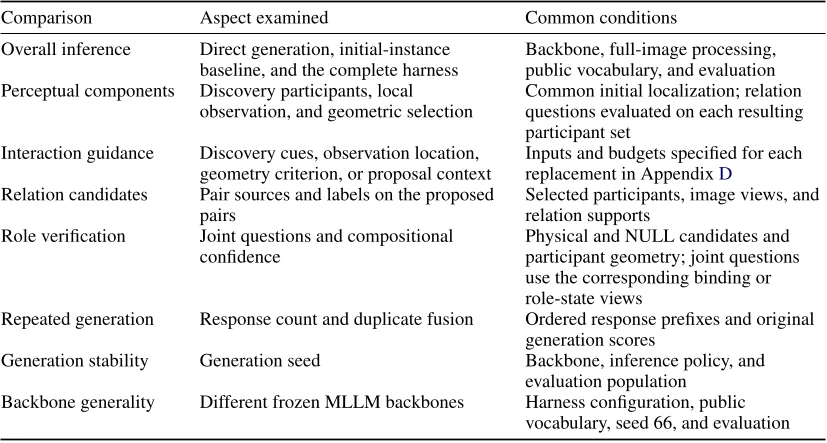 Comparison Aspect examined Common conditions
Overall inference Direct generation, initial-instance Backbone, full-image processing,
baseline, and the complete harness public vocabulary, and evaluation
Perceptual components Discovery participants, local Common initial localization; relation
observation, and geometric selection questions evaluated on each resulting
participant set
Interaction guidance Discovery cues, observation location, Inputs and budgets specified for each
geometry criterion, or proposal context replacement in Appendix D
Relation candidates Pair sources and labels on the proposed Selected participants, image views, and
pairs relation supports
Role verification Joint questions and compositional Physical and NULL candidates and
confidence participant geometry; joint questions
use the corresponding binding or
role-state views
Repeated generation Response count and duplicate fusion Ordered response prefixes and original
generation scores
Generation stability Generation seed Backbone, inference policy, and
evaluation population
Backbone generality Different frozen MLLM backbones Harness configuration, public
vocabulary, seed 66, and evaluation